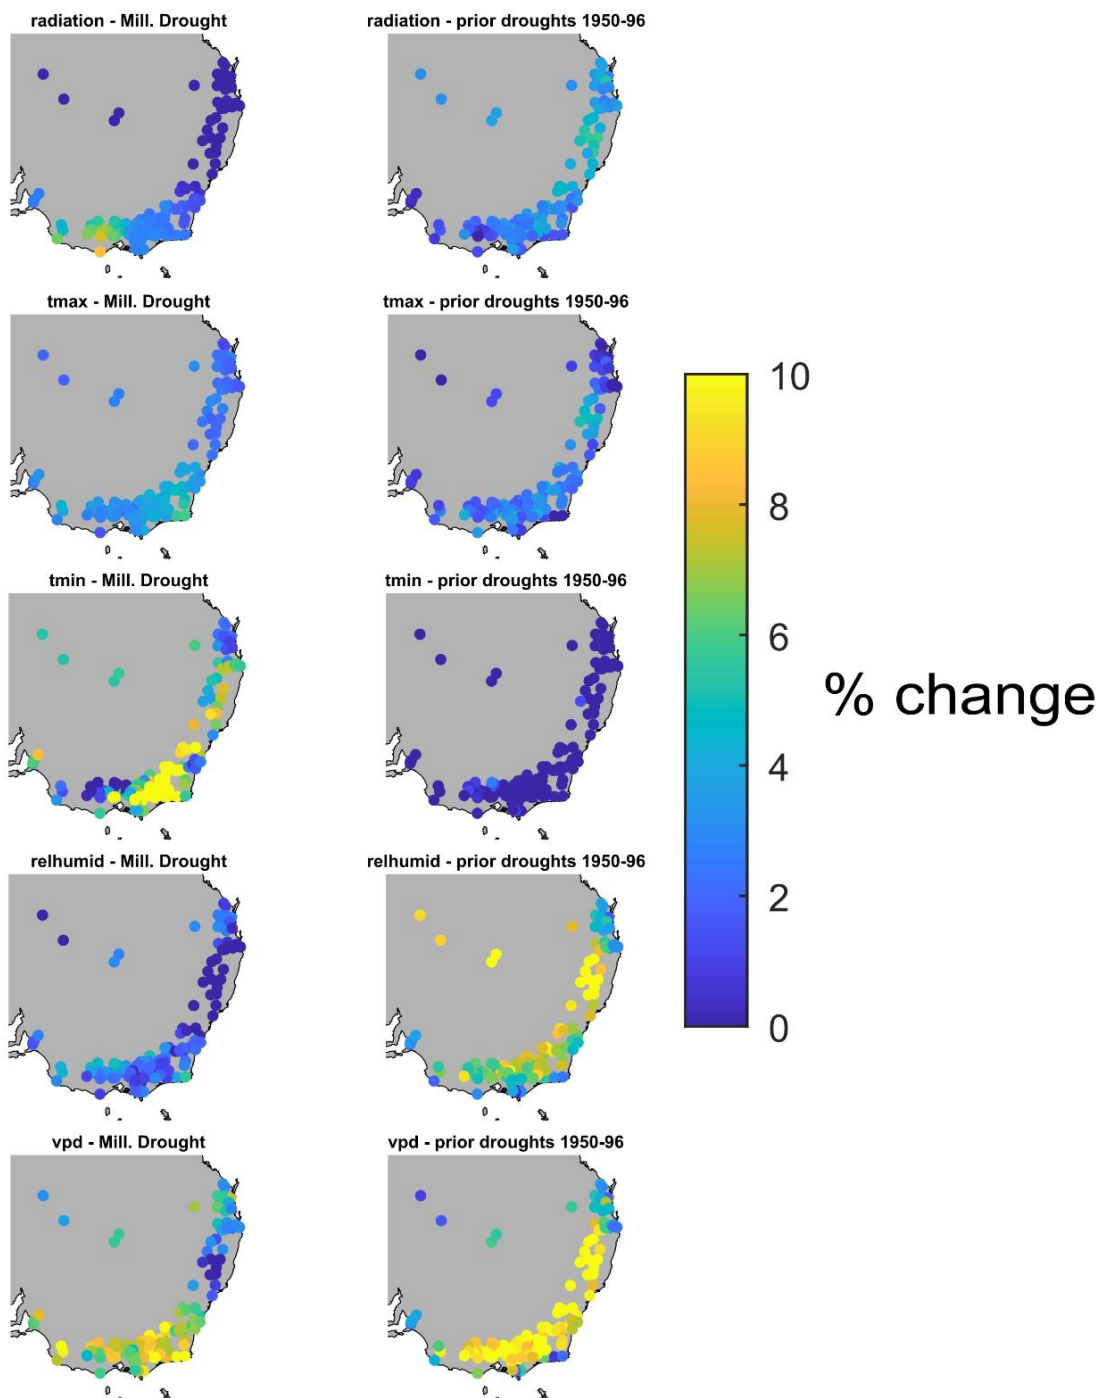 radiation - Mill. Drought
radiation - prior droughts 1950-96
tmax - Mill. Drought
tmax - prior droughts 1950-96
10
8
tmin - Mill. Drought
tmin - prior droughts 1950-96
6
% change
4
relhumid - Mill. Drought
relhumid - prior droughts 1950-96
2
0
vpd - Mill. Drought
vpd - prior droughts 1950-96